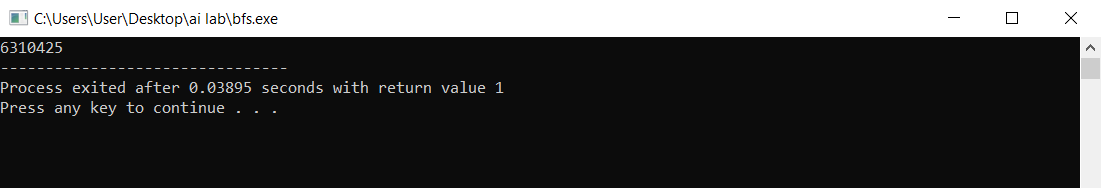 C:\Users\User\Desktop\ai lab\bfs.exe
6310425
--------------------------------
Process exited after 0.03895 seconds with return value 1
Press any key to continue . . .